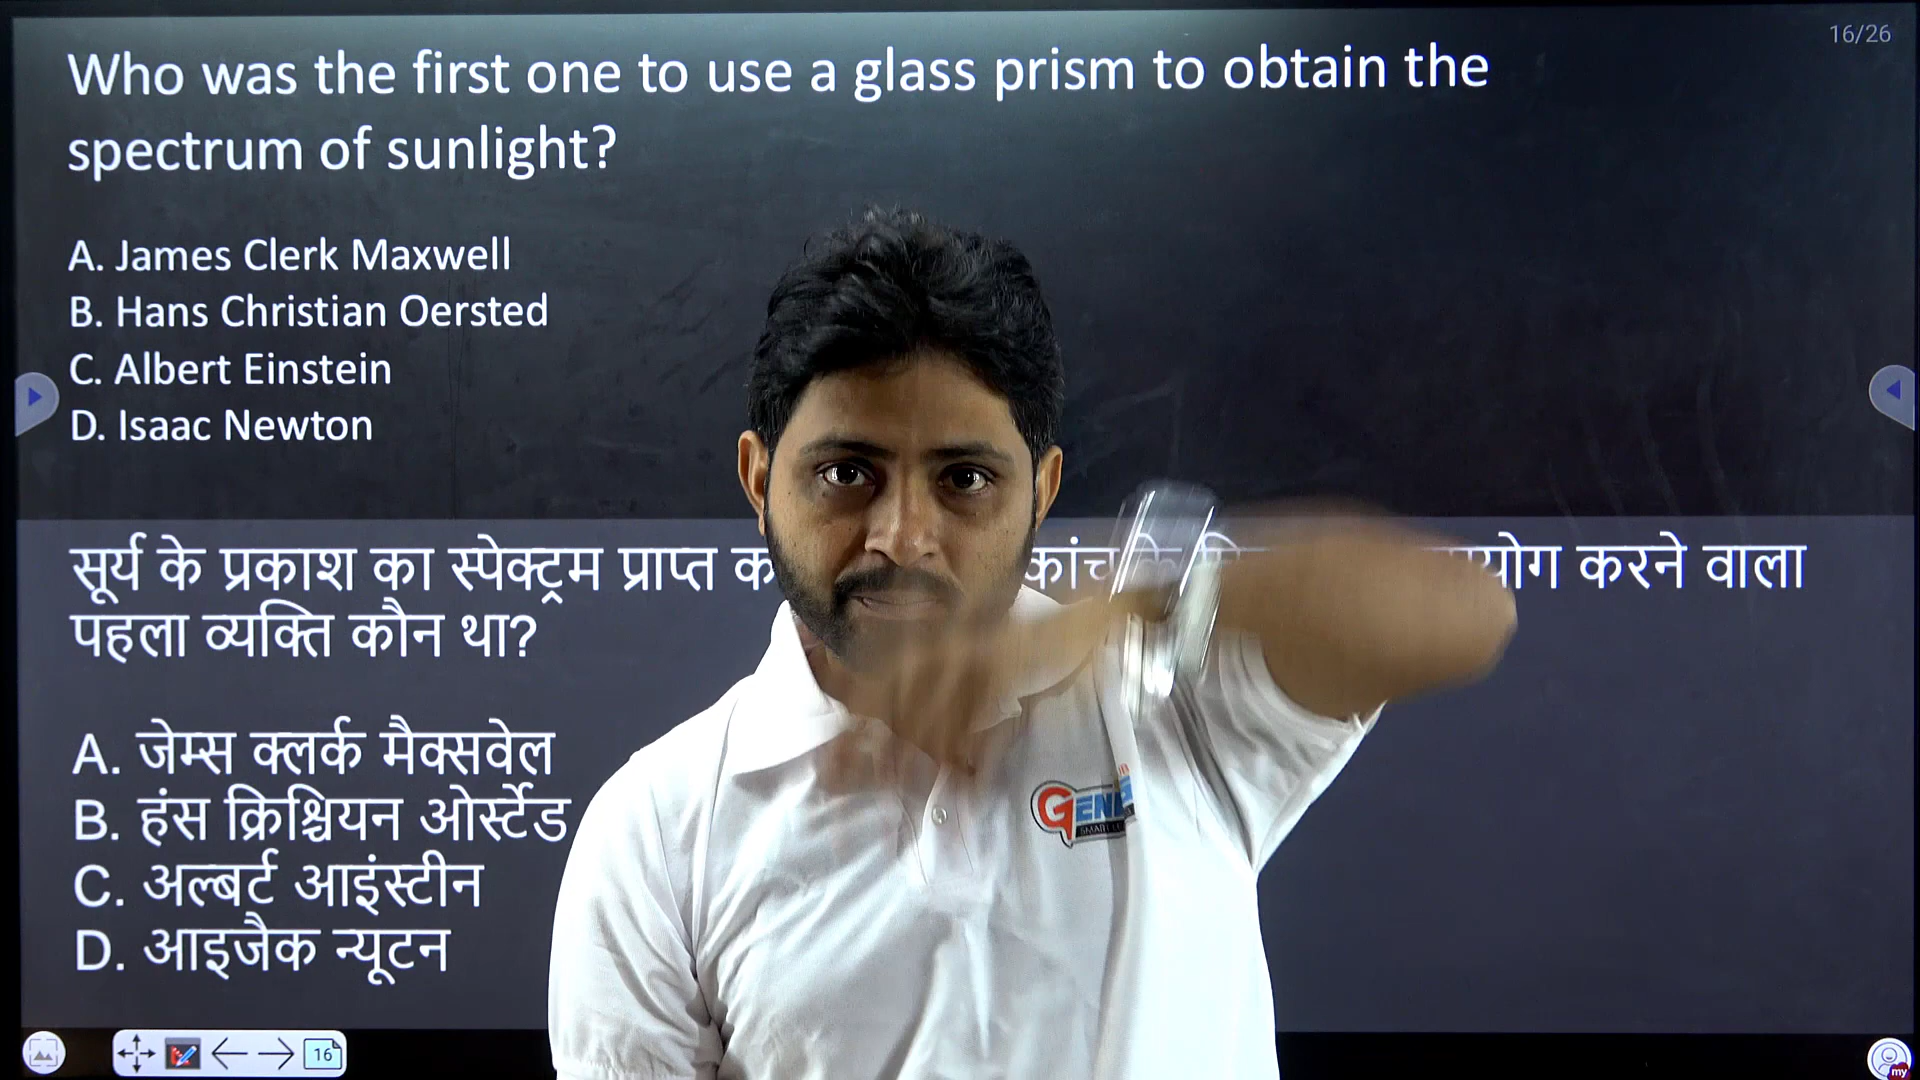 16/26
Who was the first one to use a glass prism to obtain the
spectrum of sunlight?
A. James Clerk Maxwell
B. Hans Christian Oersted
C. Albert Einstein
D. Isaac Newton
सूर्य के प्रकाश का स्पेक्ट्रम प्राप्त कांच के करने वाला
पहला व्यक्ति कौन था?
A. जेम्स क्लर्क मैक्सवेल
B. हंस क्रिश्चियन ओर्स्टेड
C. अल्बर्ट आइंस्टीन
D. आइजैक न्यूटन
16
my